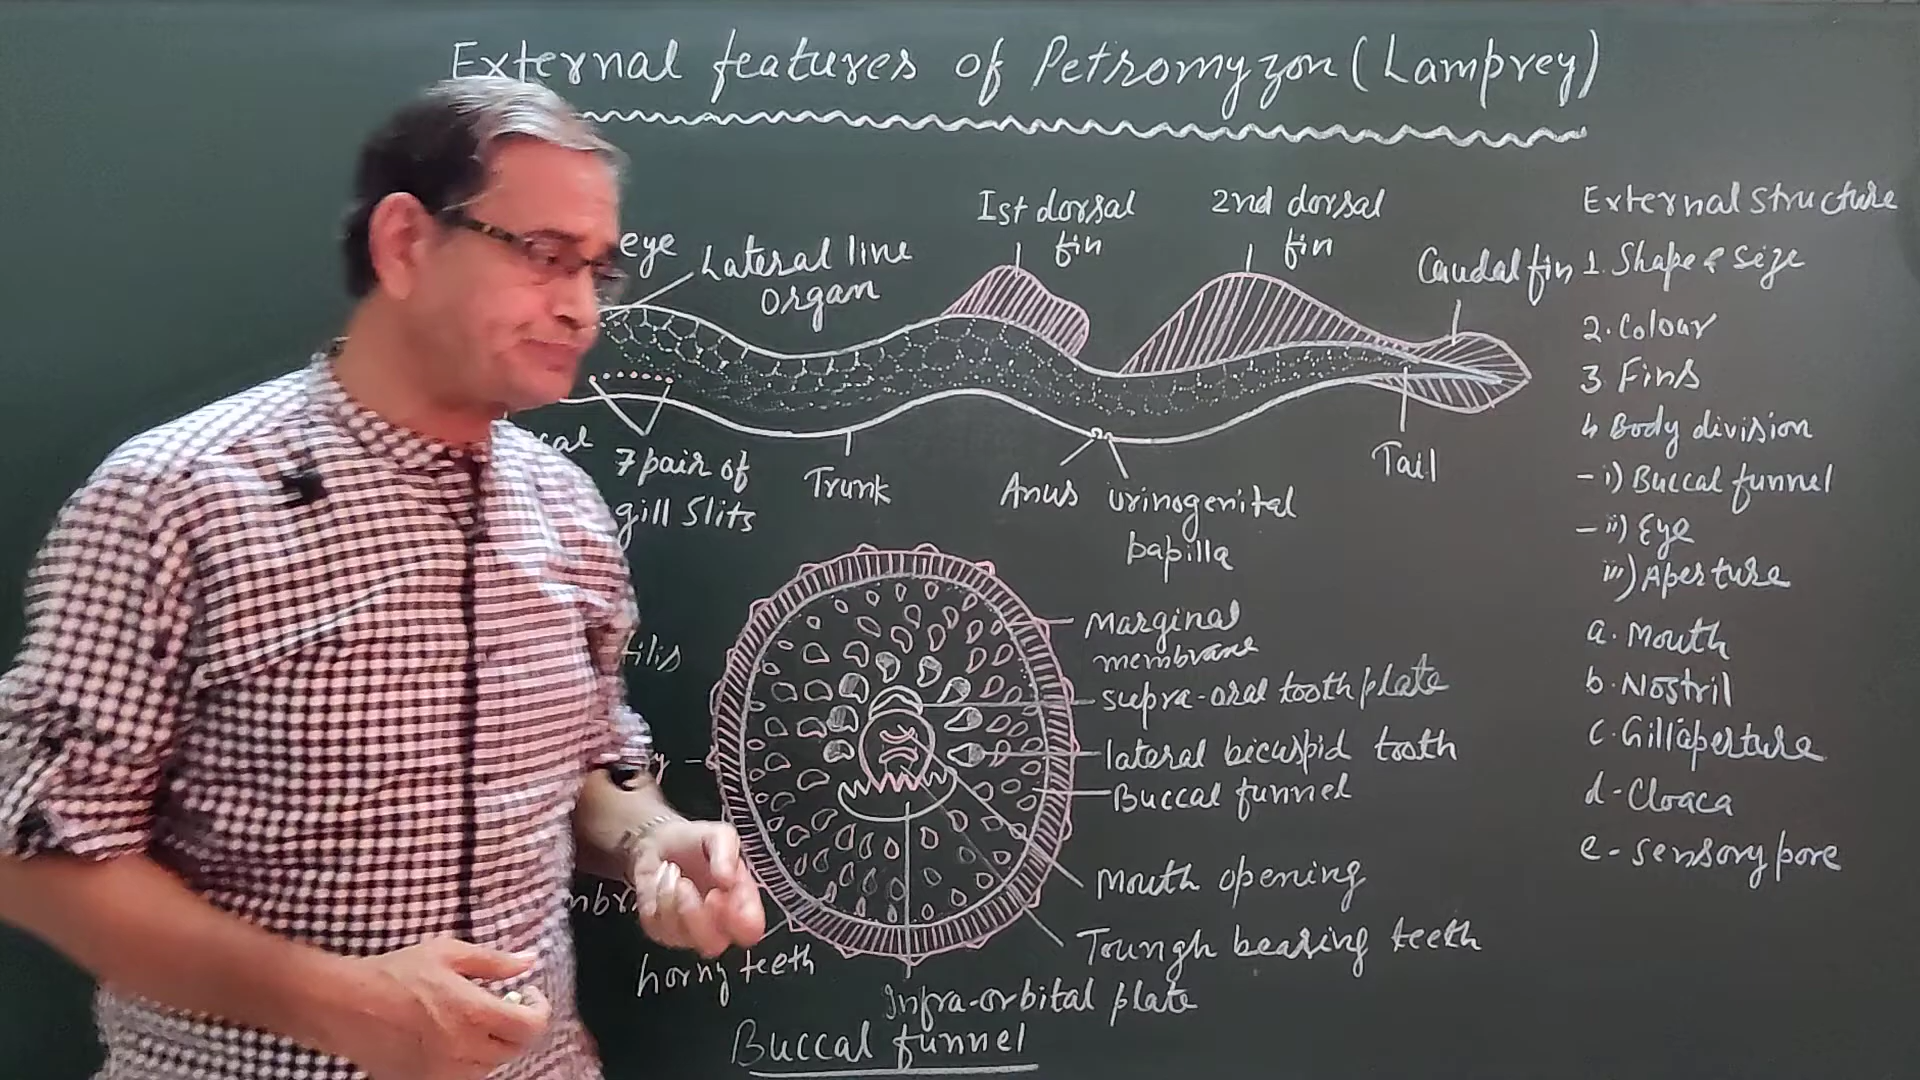 External features of Petromyzon (Lamprey)
eye
Lateral line
organ
Ist dorsal
fin
2nd dorsal
fin
Caudal fin
7 pair of
gill slits
Trunk
Anus
urinogenital
papilla
Tail
Marginal
membrane
supra-oral tooth plate
lateral bicuspid tooth
Buccal funnel
Mouth opening
Toungh bearing teeth
horny teeth
Infra-orbital plate
Buccal funnel
External structure
1. Shape & size
2. Colour
3 Fins
4 Body division
- i) Buccal funnel
- ii) Eye
iii) Aperture
a. Mouth
b. Nostril
c. Gill aperture
d- Cloaca
e- sensory pore